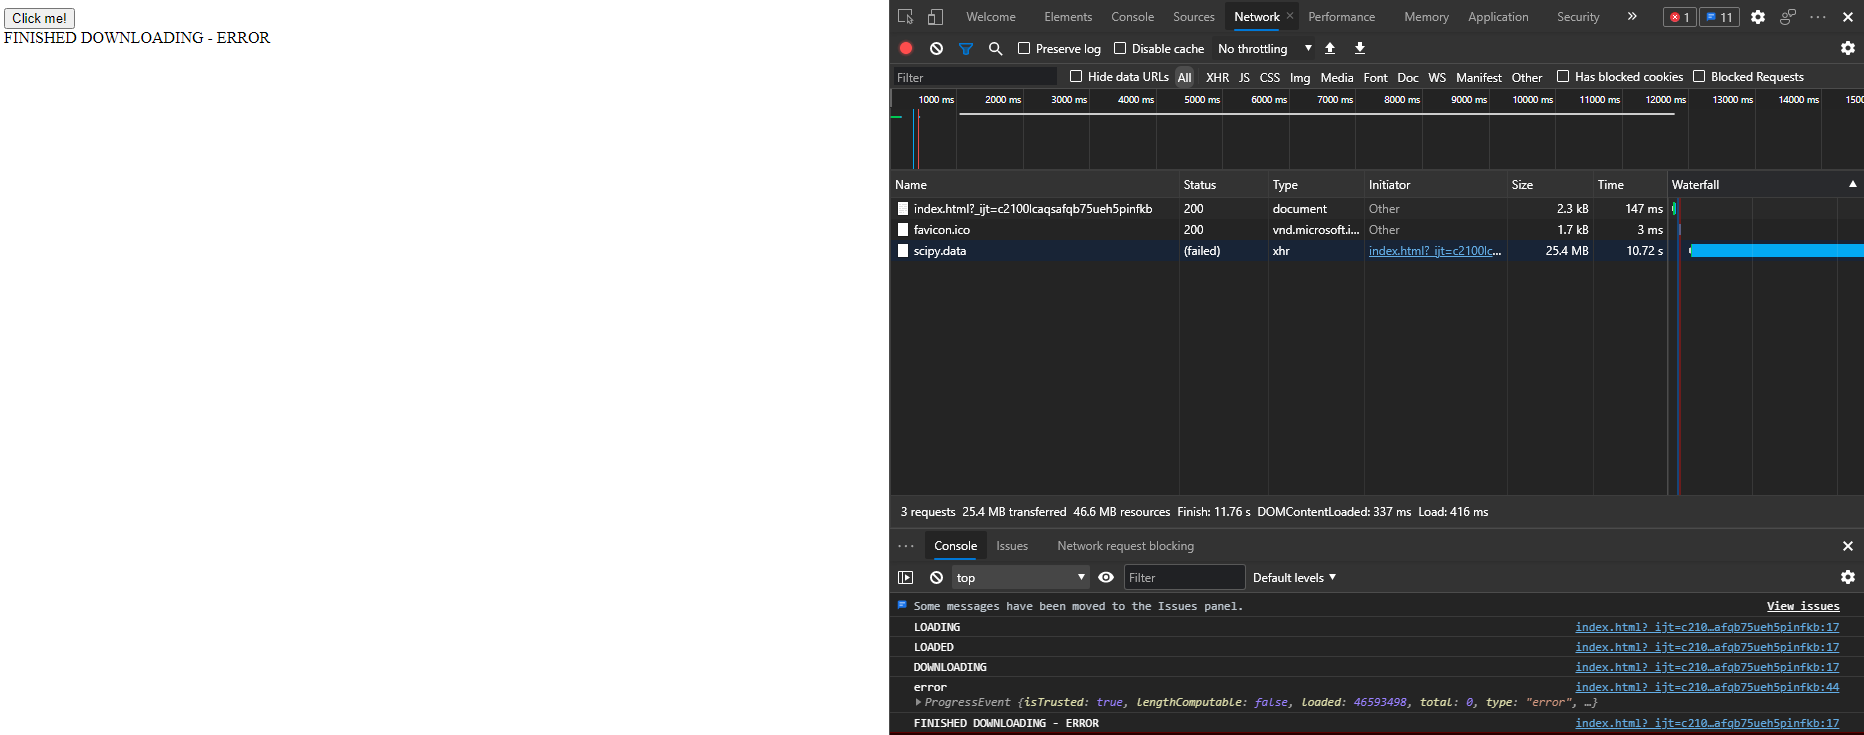 Click me!
FINISHED DOWNLOADING - ERROR
Welcome Elements Console Sources Network Performance Memory Application Security » 1 11
Preserve log Disable cache No throttling
Filter Hide data URLs All XHR JS CSS Img Media Font Doc WS Manifest Other Has blocked cookies Blocked Requests
1000 ms 2000 ms 3000 ms 4000 ms 5000 ms 6000 ms 7000 ms 8000 ms 9000 ms 10000 ms 11000 ms 12000 ms 13000 ms 14000 ms 1500
Name Status Type Initiator Size Time Waterfall
index.html?_ijt=c2100lcaqsafqb75ueh5pinfkb 200 document Other 2.3 kB 147 ms
favicon.ico 200 vnd.microsoft.i... Other 1.7 kB 3 ms
scipy.data (failed) xhr index.html?_ijt=c2100lc... 25.4 MB 10.72 s
3 requests 25.4 MB transferred 46.6 MB resources Finish: 11.76 s DOMContentLoaded: 337 ms Load: 416 ms
Console Issues Network request blocking
top Filter Default levels
Some messages have been moved to the Issues panel. View issues
LOADING index.html?_ijt=c210…afqb75ueh5pinfkb:17
LOADED index.html?_ijt=c210…afqb75ueh5pinfkb:17
DOWNLOADING index.html?_ijt=c210…afqb75ueh5pinfkb:17
error index.html?_ijt=c210…afqb75ueh5pinfkb:44
ProgressEvent {isTrusted: true, lengthComputable: false, loaded: 46593498, total: 0, type: "error", …}
FINISHED DOWNLOADING - ERROR index.html?_ijt=c210…afqb75ueh5pinfkb:17